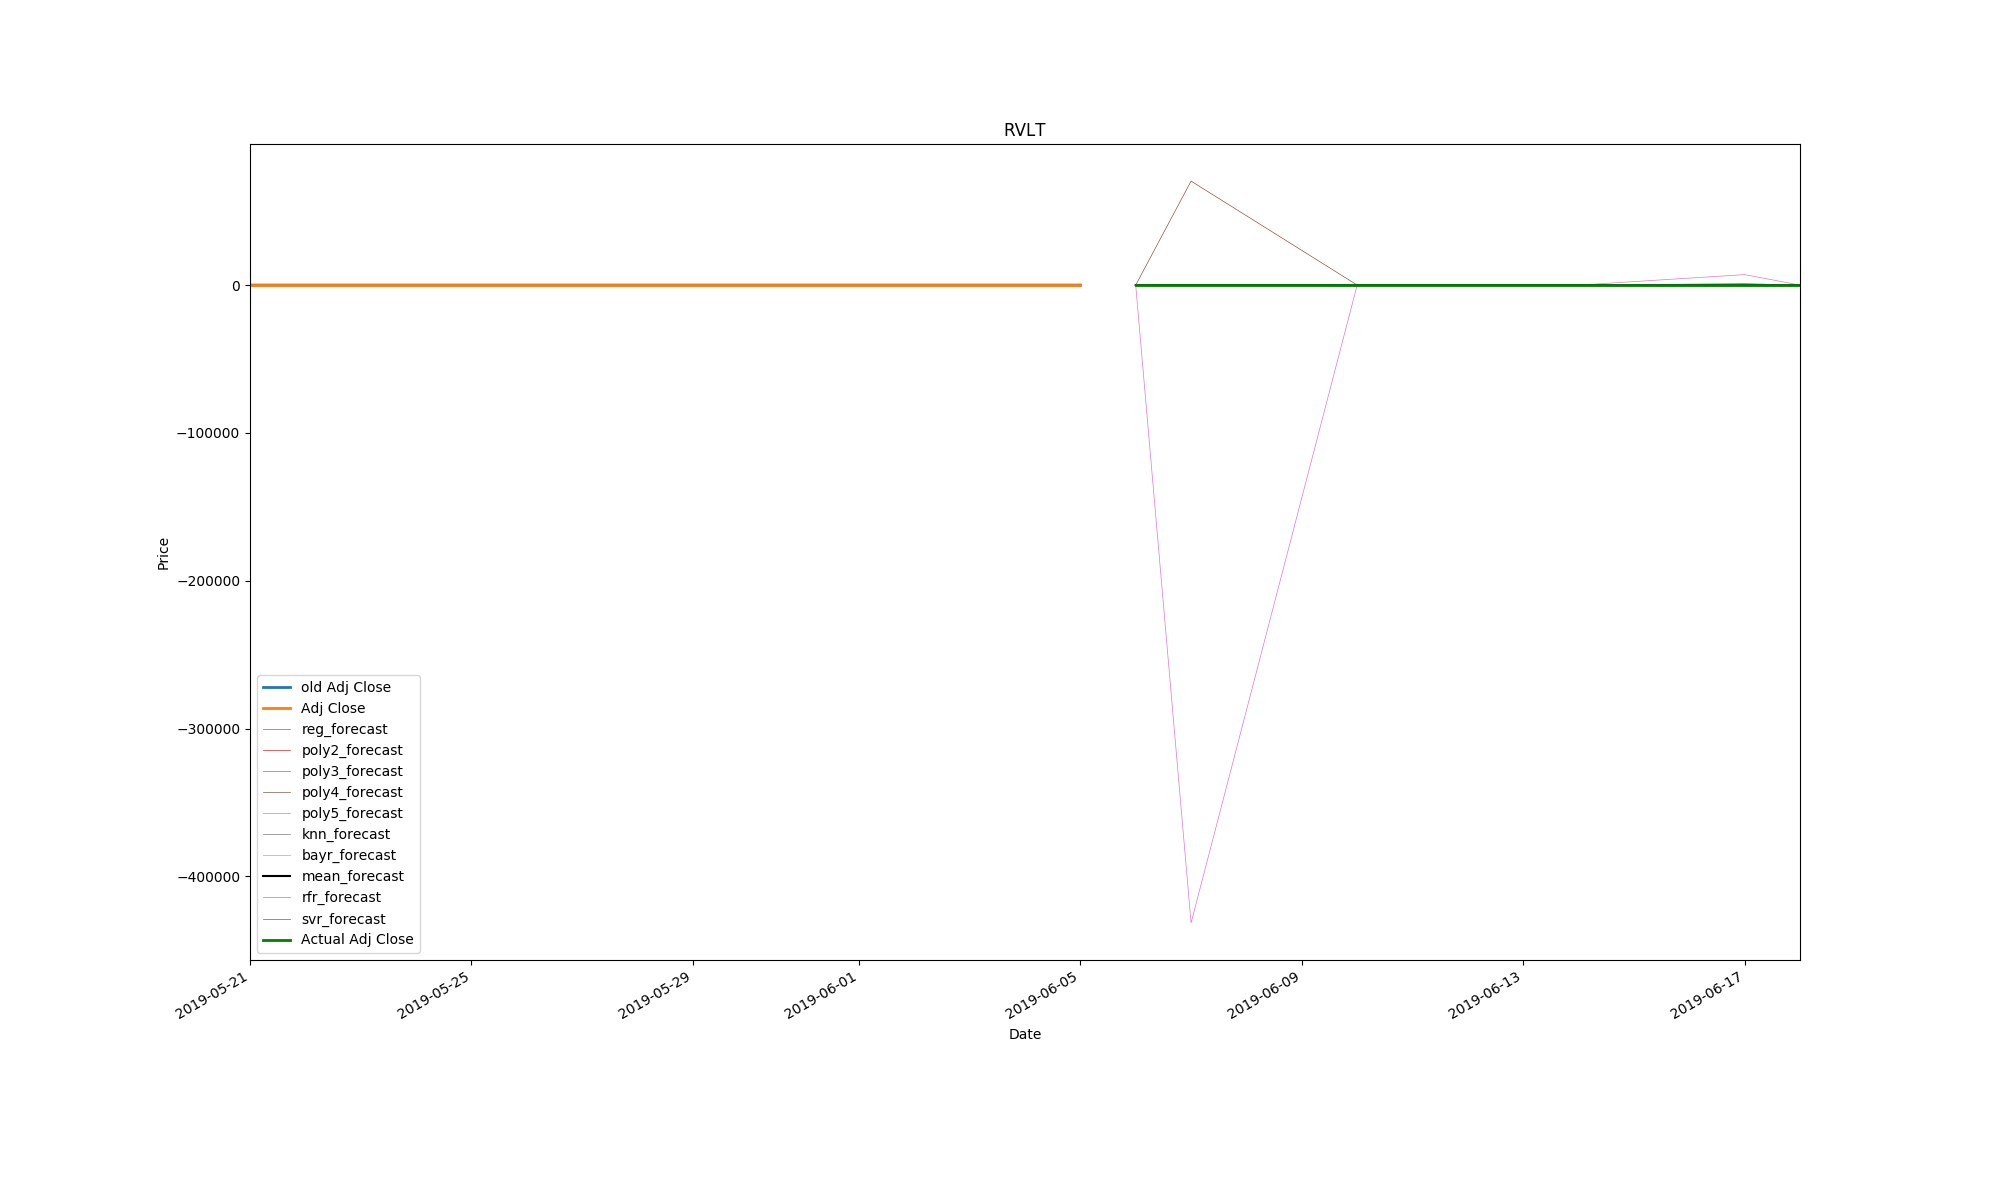 RVLT
0
−100000
−200000
−300000
−400000
Price
old Adj Close
Adj Close
reg_forecast
poly2_forecast
poly3_forecast
poly4_forecast
poly5_forecast
knn_forecast
bayr_forecast
mean_forecast
rfr_forecast
svr_forecast
Actual Adj Close
2019-05-21
2019-05-25
2019-05-29
2019-06-01
2019-06-05
2019-06-09
2019-06-13
2019-06-17
Date